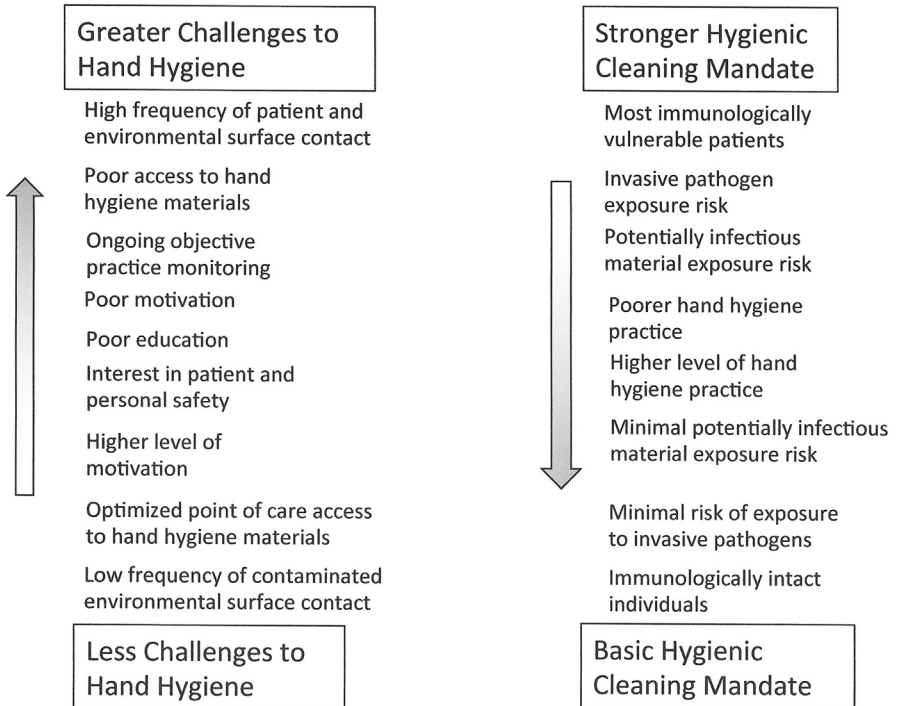 Greater Challenges to
Hand Hygiene
High frequency of patient and
environmental surface contact
Poor access to hand
hygiene materials
Ongoing objective
practice monitoring
Poor motivation
Poor education
Interest in patient and
personal safety
Higher level of
motivation
Optimized point of care access
to hand hygiene materials
Low frequency of contaminated
environmental surface contact
Less Challenges to
Hand Hygiene
Stronger Hygienic
Cleaning Mandate
Most immunologically
vulnerable patients
Invasive pathogen
exposure risk
Potentially infectious
material exposure risk
Poorer hand hygiene
practice
Higher level of hand
hygiene practice
Minimal potentially infectious
material exposure risk
Minimal risk of exposure
to invasive pathogens
Immunologically intact
individuals
Basic Hygienic
Cleaning Mandate